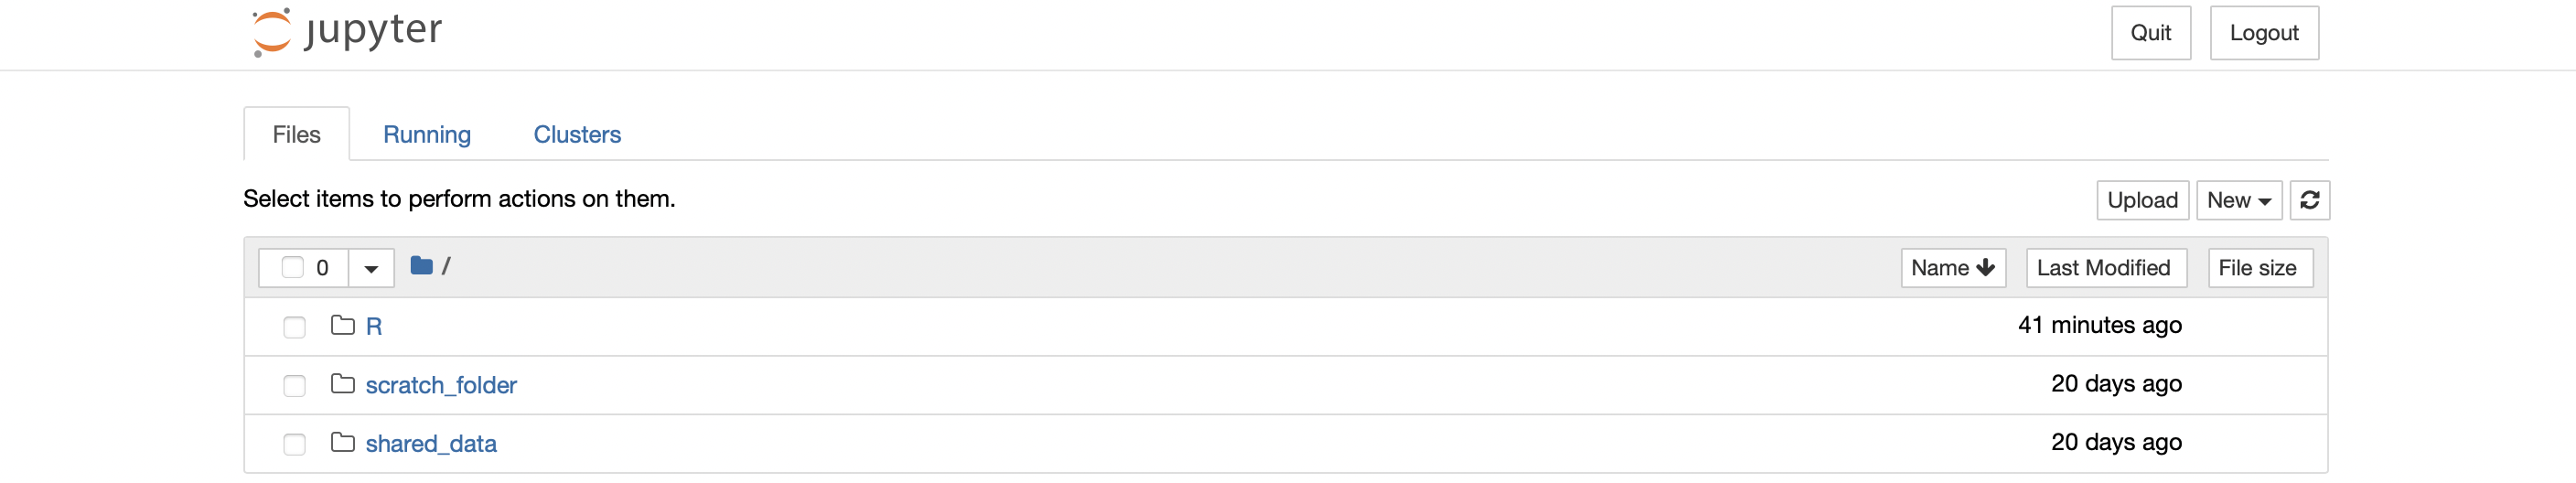 jupyter
Quit Logout
Files Running Clusters
Select items to perform actions on them.
Upload New
0 / Name Last Modified File size
R 41 minutes ago
scratch_folder 20 days ago
shared_data 20 days ago